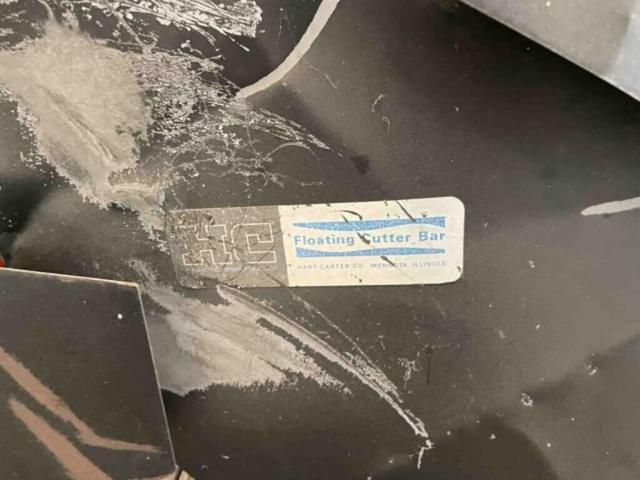 HC
Floating Cutter Bar
HART-CARTER CO. MENDOTA, ILLINOIS